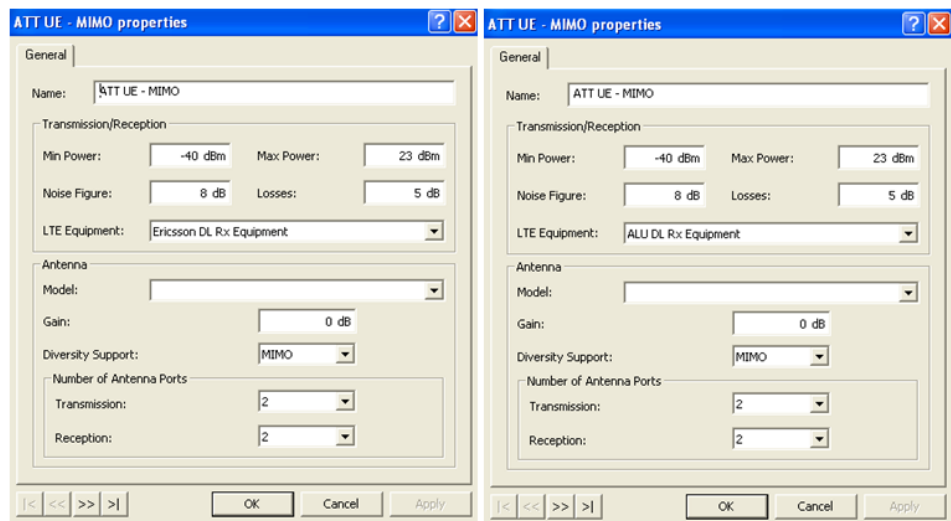 ATT UE - MIMO properties
General
Name: ATT UE - MIMO
Transmission/Reception
Min Power: -40 dBm Max Power: 23 dBm
Noise Figure: 8 dB Losses: 5 dB
LTE Equipment: Ericsson DL Rx Equipment
Antenna
Model:
Gain: 0 dB
Diversity Support: MIMO
Number of Antenna Ports
Transmission: 2
Reception: 2
|< << >> >| OK Cancel Apply
ATT UE - MIMO properties
General
Name: ATT UE - MIMO
Transmission/Reception
Min Power: -40 dBm Max Power: 23 dBm
Noise Figure: 8 dB Losses: 5 dB
LTE Equipment: ALU DL Rx Equipment
Antenna
Model:
Gain: 0 dB
Diversity Support: MIMO
Number of Antenna Ports
Transmission: 2
Reception: 2
|< << >> >| OK Cancel Apply